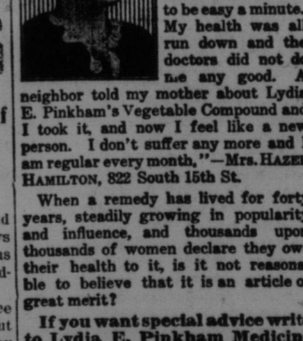 to be easy a minute.
My health was all
run down and the
doctors did not do
me any good. A
neighbor told my mother about Lydia
E. Pinkham's Vegetable Compound and
I took it, and now I feel like a new
person. I don't suffer any more and I
am regular every month,"—Mrs. HAZEL
HAMILTON, 822 South 15th St.
When a remedy has lived for forty
years, steadily growing in popularity
and influence, and thousands upon
thousands of women declare they owe
their health to it, is it not reasona-
ble to believe that it is an article of
great merit?
If you want special advice write
to Lydia E. Pinkham Medicine